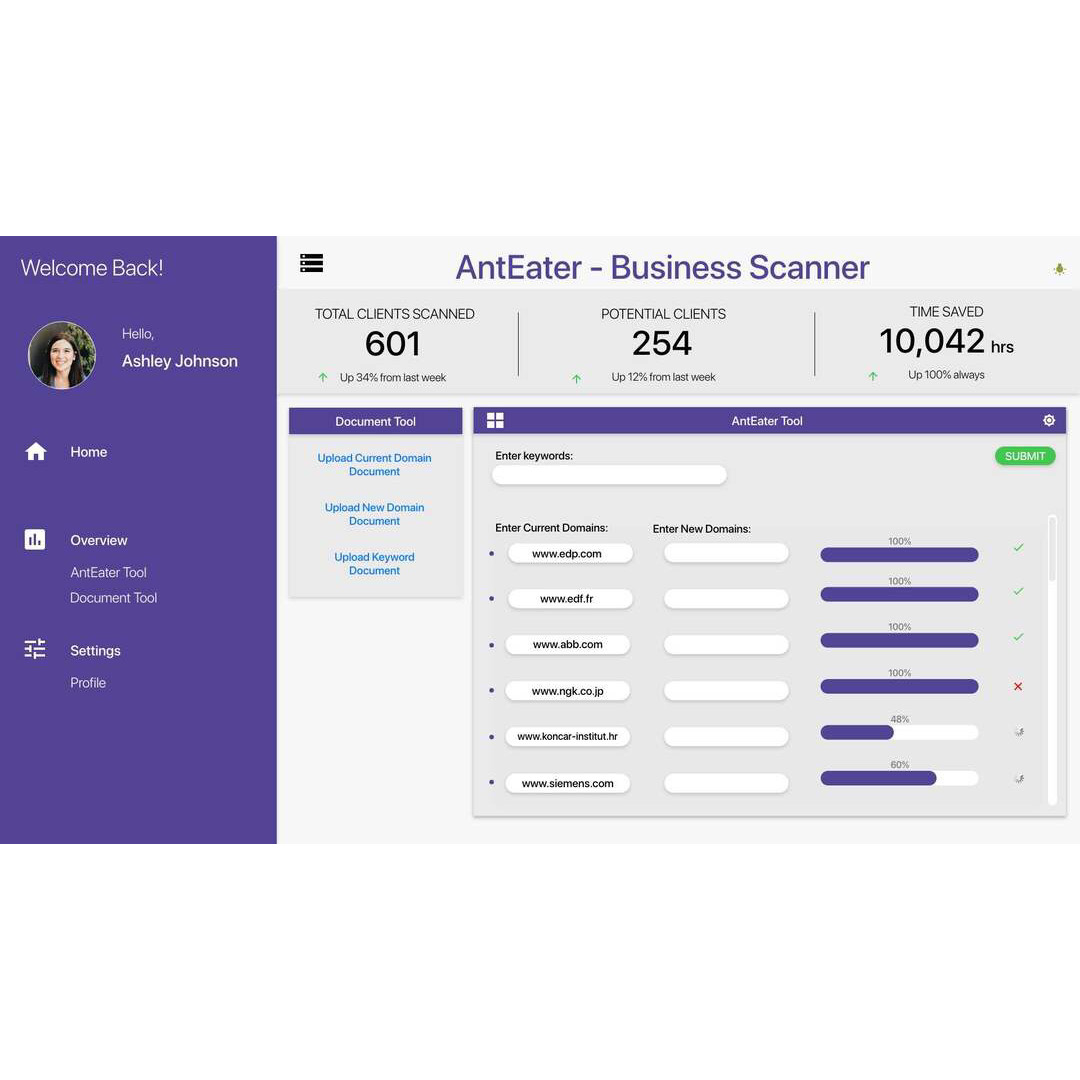 Welcome Back!
Hello,
Ashley Johnson
Home
Overview
AntEater Tool
Document Tool
Settings
Profile
AntEater - Business Scanner
TOTAL CLIENTS SCANNED
601
Up 34% from last week
POTENTIAL CLIENTS
254
Up 12% from last week
TIME SAVED
10,042 hrs
Up 100% always
Document Tool
Upload Current Domain
Document
Upload New Domain
Document
Upload Keyword
Document
AntEater Tool
Enter keywords:
SUBMIT
Enter Current Domains: Enter New Domains:
www.edp.com 100%
www.edf.fr 100%
www.abb.com 100%
www.ngk.co.jp 100%
www.koncar-institut.hr 48%
www.siemens.com 60%